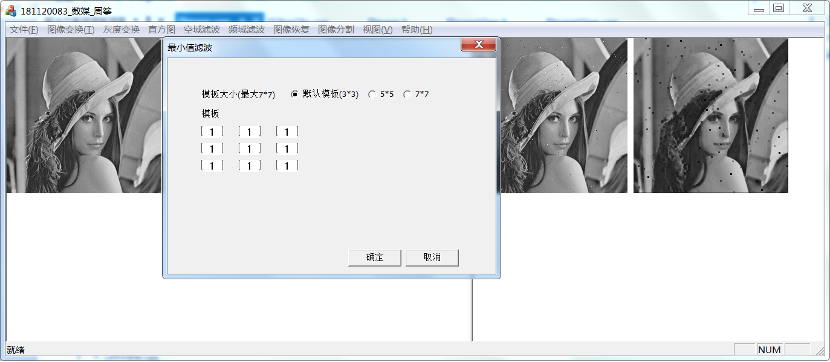 181120083_数媒_周筝
文件(F) 图像变换(T) 灰度变换 直方图 空域滤波 频域滤波 图像恢复 图像分割 视图(V) 帮助(H)
最小值滤波
模板大小(最大7*7) 默认模板(3*3) 5*5 7*7
模板
1 1 1
1 1 1
1 1 1
确定 取消
就绪 NUM